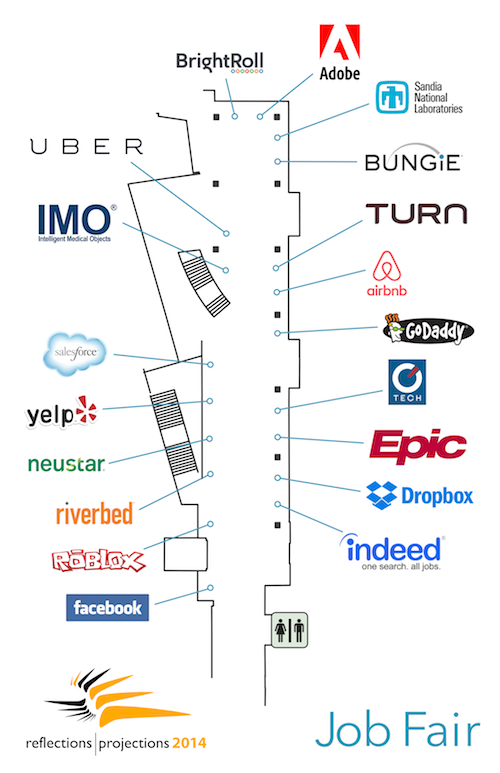 BrightRoll
Adobe
Sandia
National
Laboratories
UBER
BUNGiE
IMO®
Intelligent Medical Objects
TURN
airbnb
GoDaddy
salesforce
TECH
yelp
Epic
neustar
Dropbox
riverbed
indeed®
one search. all jobs.
ROBLOX
facebook
reflections|projections 2014
Job Fair